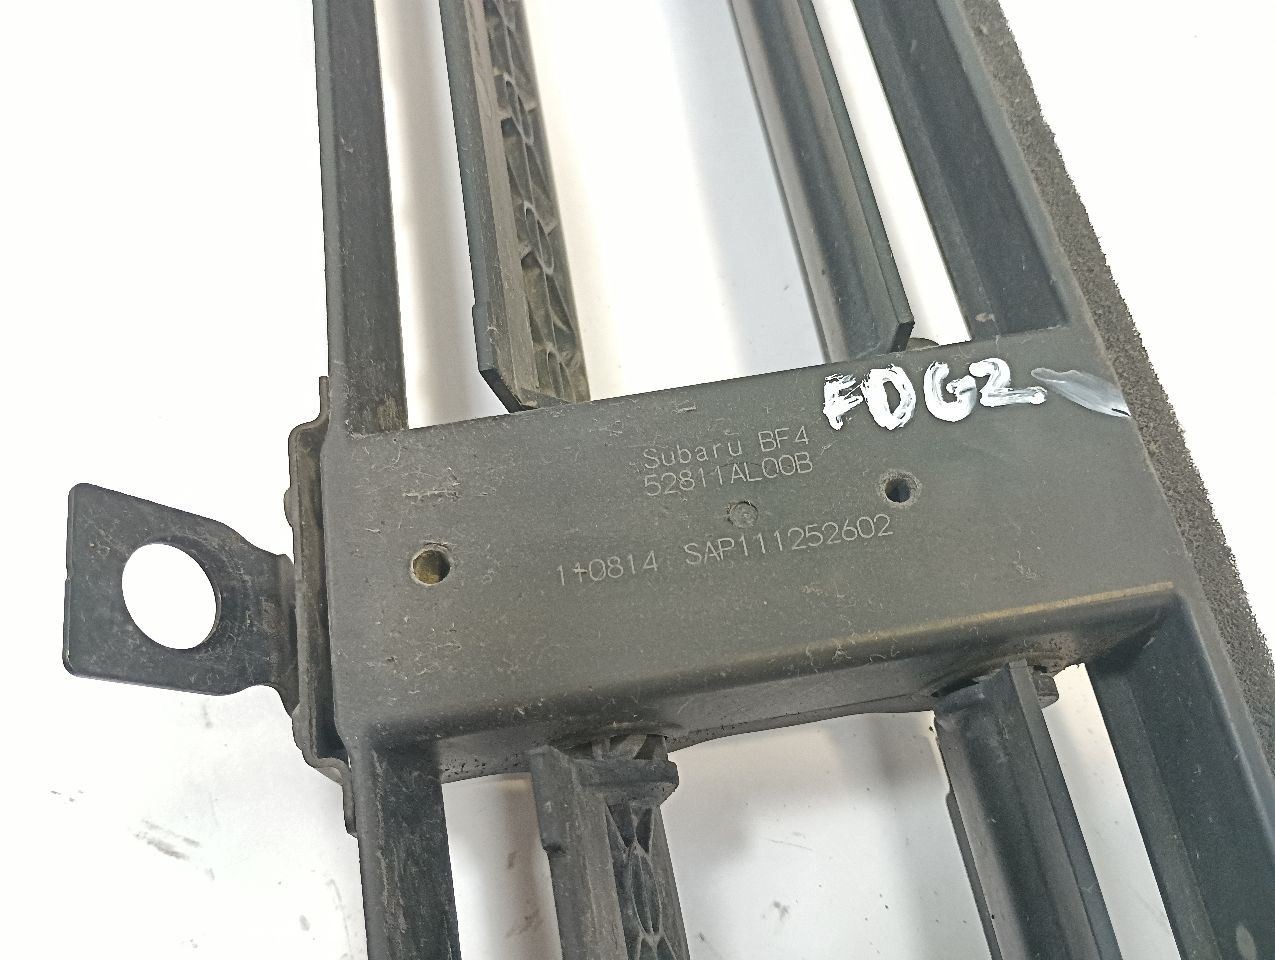 FDG2
Subaru BF4
52811AL00B
1+0814 SAP111252602